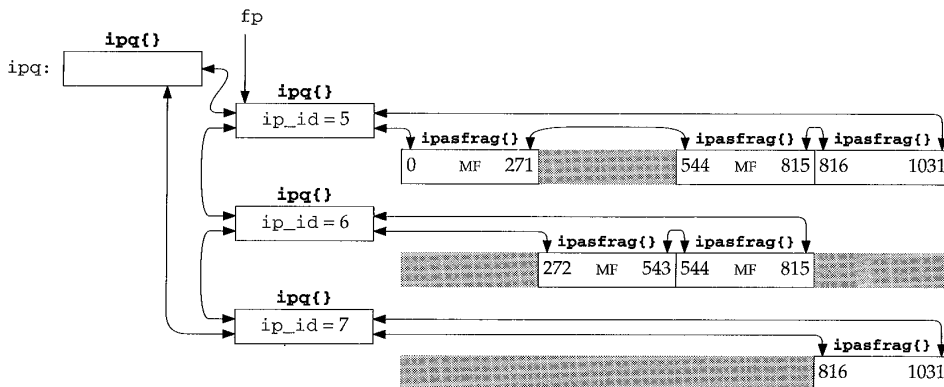 fp
ipq{}
ipq:
ipq{}
ip_id = 5
ipasfrag{} ipasfrag{} ipasfrag{}
0 MF 271 544 MF 815 816 1031
ipq{}
ip_id = 6
ipasfrag{} ipasfrag{}
272 MF 543 544 MF 815
ipq{}
ip_id = 7
ipasfrag{}
816 1031